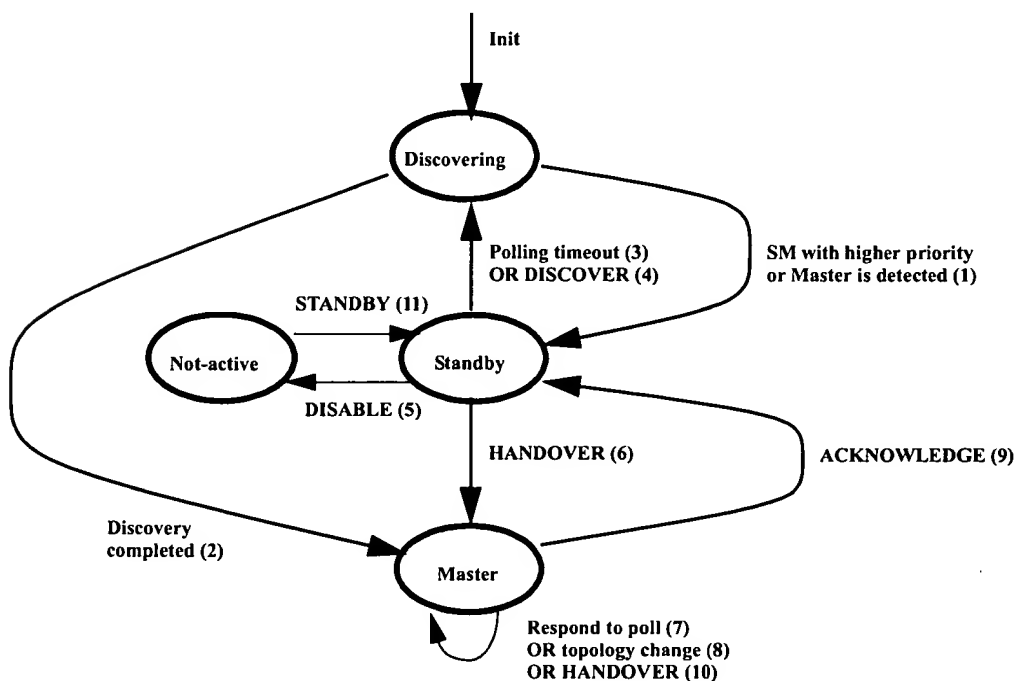 Init
Discovering
Polling timeout (3)
OR DISCOVER (4)
SM with higher priority
or Master is detected (1)
STANDBY (11)
Not-active
Standby
DISABLE (5)
HANDOVER (6)
ACKNOWLEDGE (9)
Discovery
completed (2)
Master
Respond to poll (7)
OR topology change (8)
OR HANDOVER (10)